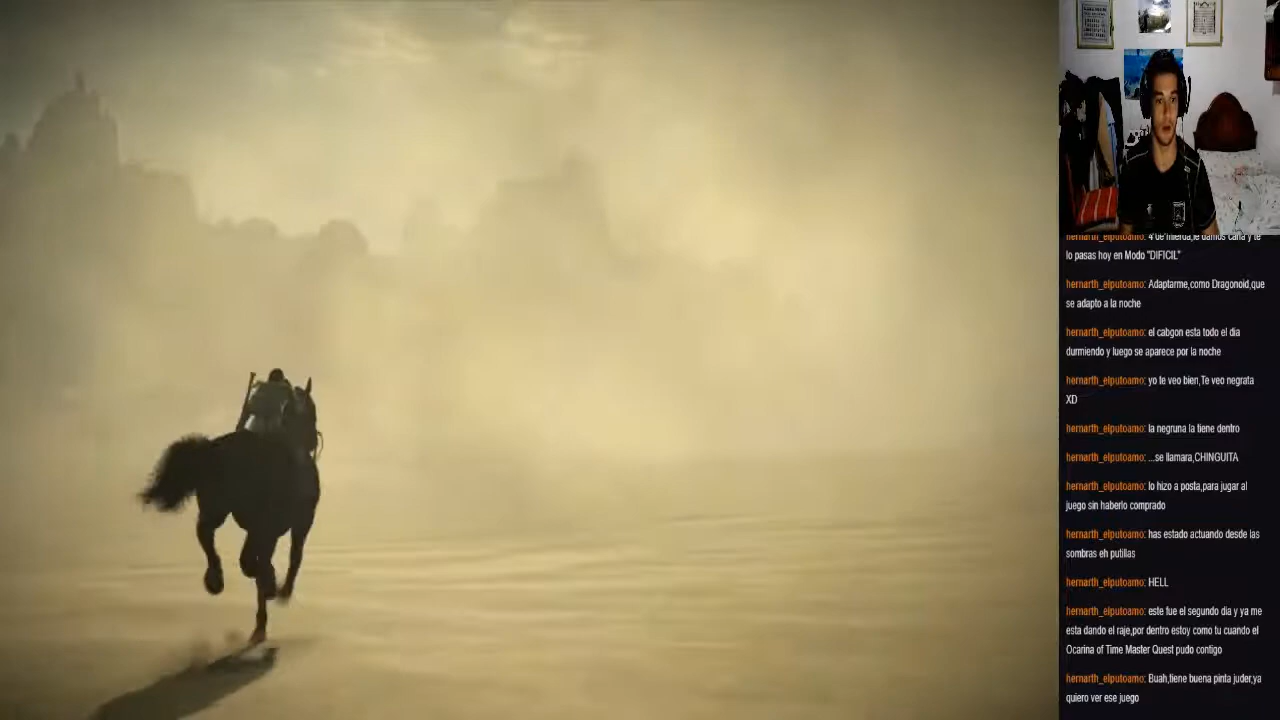 hernarth_elputoamo: 4 de mierda,le damos caña y te
lo pasas hoy en Modo "DIFICIL"
hernarth_elputoamo: Adaptarme,como Dragonoid,que
se adapto a la noche
hernarth_elputoamo: el cabgon esta todo el dia
durmiendo y luego se aparece por la noche
hernarth_elputoamo: yo te veo bien,Te veo negrata
XD
hernarth_elputoamo: la negruna la tiene dentro
hernarth_elputoamo: ...se llamara,CHINGUITA
hernarth_elputoamo: lo hizo a posta,para jugar al
juego sin haberlo comprado
hernarth_elputoamo: has estado actuando desde las
sombras eh putillas
hernarth_elputoamo: HELL
hernarth_elputoamo: este fue el segundo dia y ya me
esta dando el raje,por dentro estoy como tu cuando el
Ocarina of Time Master Quest pudo contigo
hernarth_elputoamo: Buah,tiene buena pinta juder,ya
quiero ver ese juego